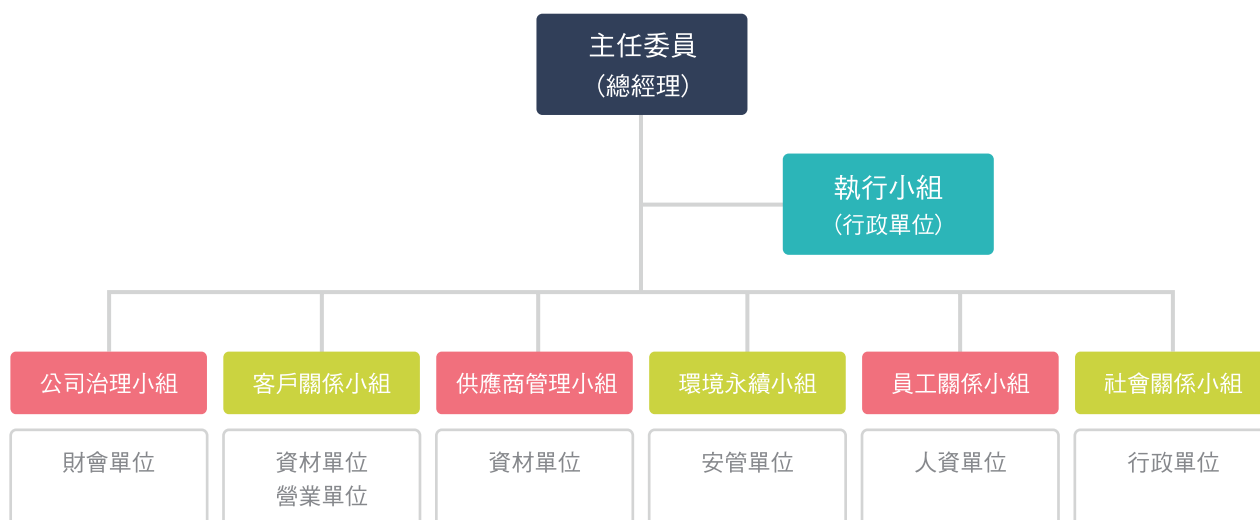 主任委員
（總經理）
執行小組
（行政單位）
公司治理小組
客戶關係小組
供應商管理小組
環境永續小組
員工關係小組
社會關係小組
財會單位
資材單位
營業單位
資材單位
安管單位
人資單位
行政單位